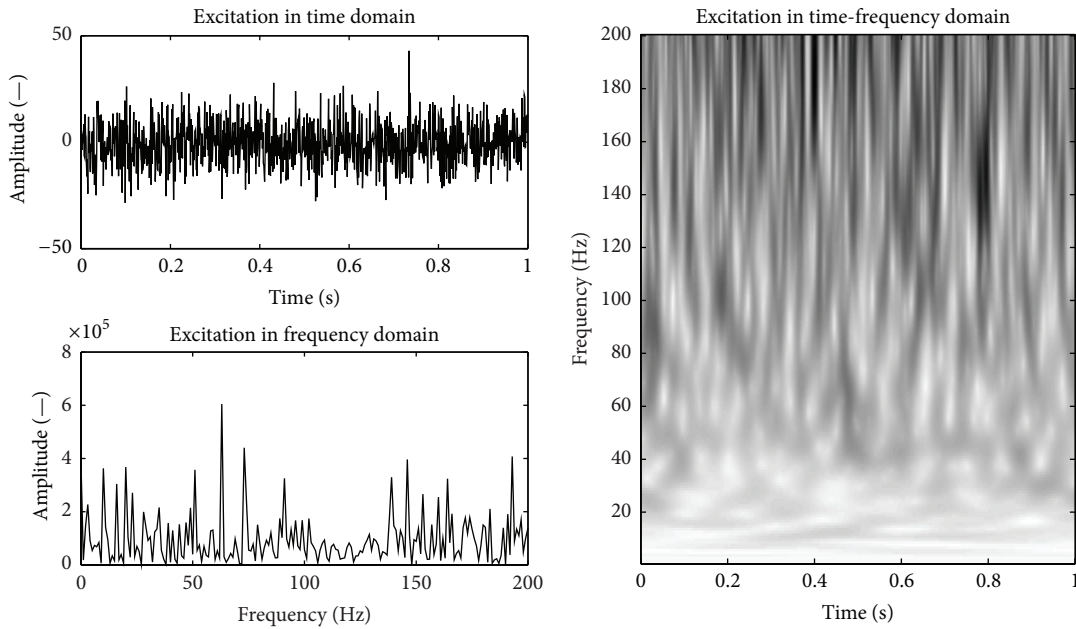 Excitation in time domain
50
0
−50
Amplitude (—)
0 0.2 0.4 0.6 0.8 1
Time (s)
×10⁵
Excitation in frequency domain
8
6
4
2
0
Amplitude (—)
0 50 100 150 200
Frequency (Hz)
Excitation in time-frequency domain
200
180
160
140
120
100
80
60
40
20
Frequency (Hz)
0 0.2 0.4 0.6 0.8 1
Time (s)